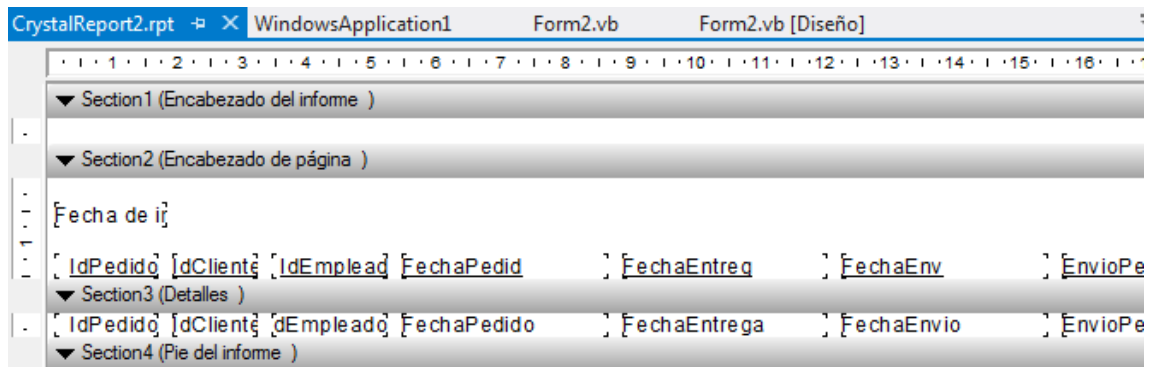 CrystalReport2.rpt WindowsApplication1 Form2.vb Form2.vb [Diseño]
1 2 3 4 5 6 7 8 9 10 11 12 13 14 15 16
Section1 (Encabezado del informe )
Section2 (Encabezado de página )
Fecha de in
1
IdPedido IdCliente IdEmplead FechaPedid FechaEntreg FechaEnv EnvioPe
Section3 (Detalles )
IdPedido IdCliente dEmpleado FechaPedido FechaEntrega FechaEnvio EnvioPe
Section4 (Pie del informe )